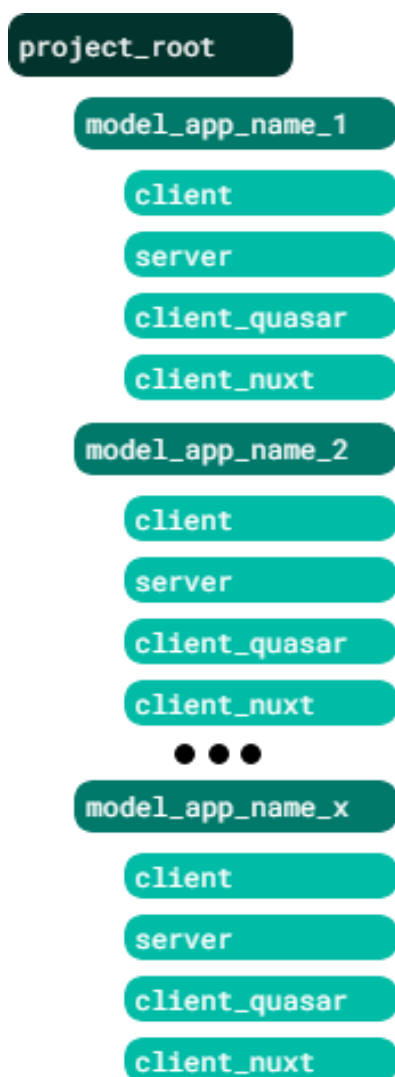 project_root
model_app_name_1
client
server
client_quasar
client_nuxt
model_app_name_2
client
server
client_quasar
client_nuxt
model_app_name_x
client
server
client_quasar
client_nuxt